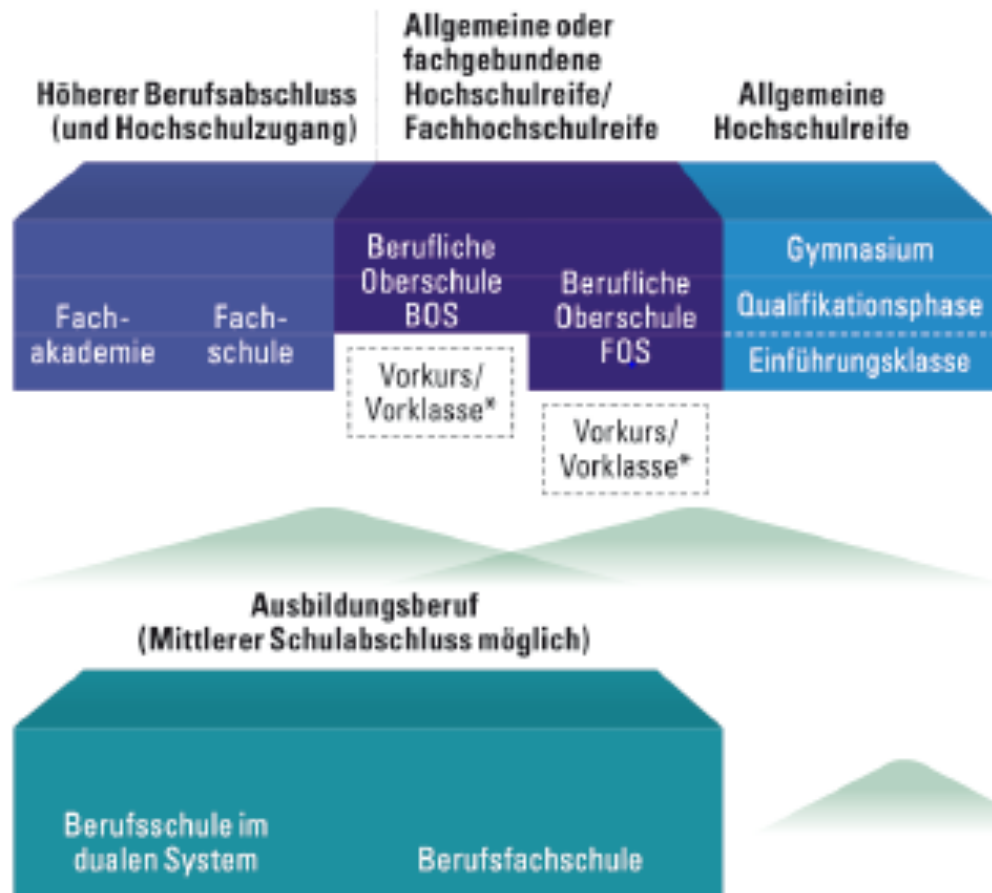 Höherer Berufsabschluss
(und Hochschulzugang)
Allgemeine oder
fachgebundene
Hochschulreife/
Fachhochschulreife
Allgemeine
Hochschulreife
Fach-
akademie
Fach-
schule
Berufliche
Oberschule
BOS
Vorkurs/
Vorklasse*
Berufliche
Oberschule
FOS
Vorkurs/
Vorklasse*
Gymnasium
Qualifikationsphase
Einführungsklasse
Ausbildungsberuf
(Mittlerer Schulabschluss möglich)
Berufsschule im
dualen System
Berufsfachschule